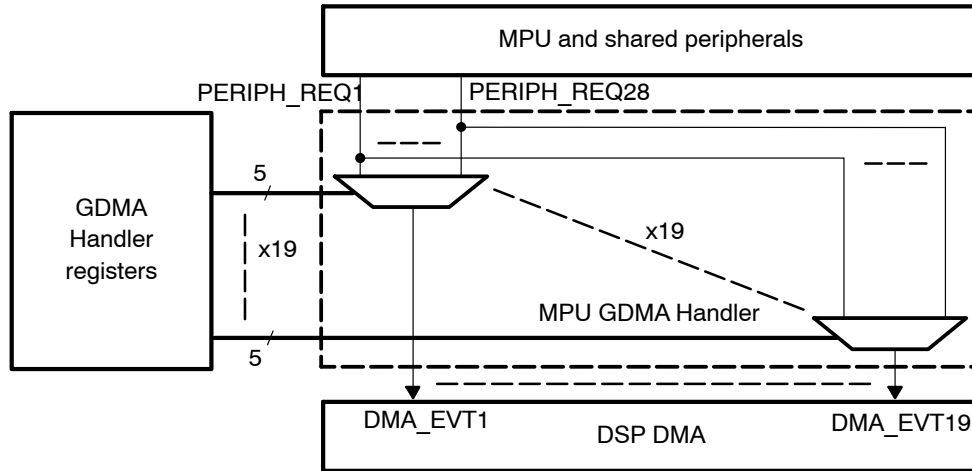 MPU and shared peripherals
PERIPH_REQ1
PERIPH_REQ28
5
GDMA
Handler
registers
x19
x19
MPU GDMA Handler
5
DMA_EVT1
DMA_EVT19
DSP DMA